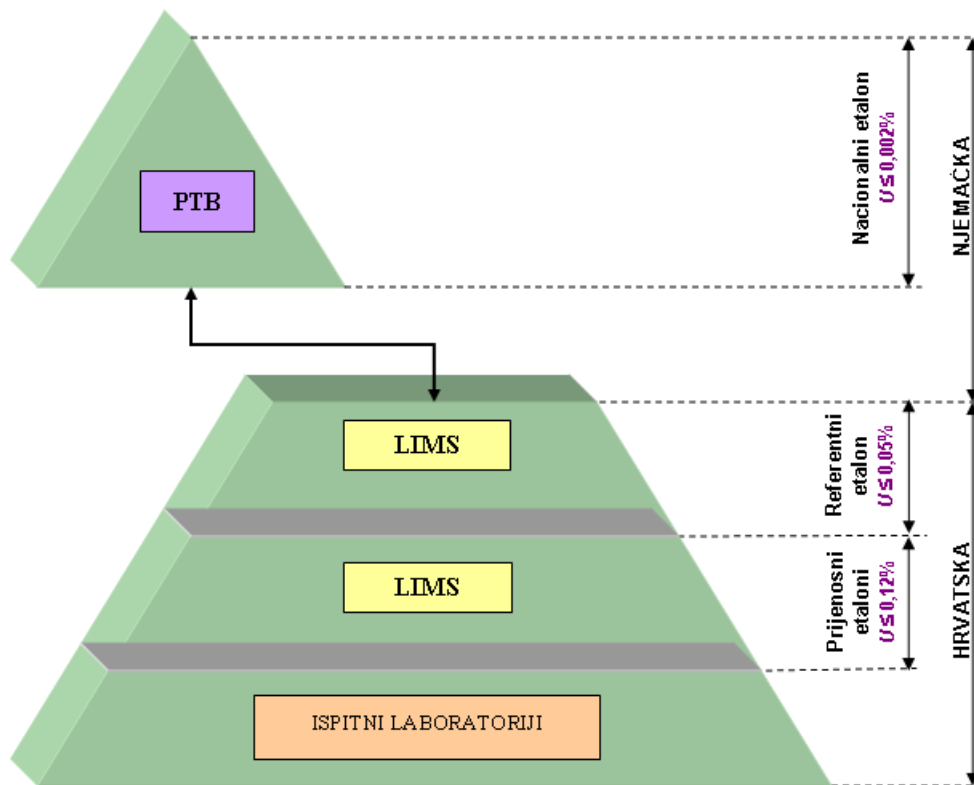 PTB
Nacionalni etalon
U ≤ 0,002%
NJEMAČKA
LIMS
Referentni
etalon
U ≤ 0,05%
LIMS
Prijenosni
etaloni
U ≤ 0,12%
HRVATSKA
ISPITNI LABORATORIJI